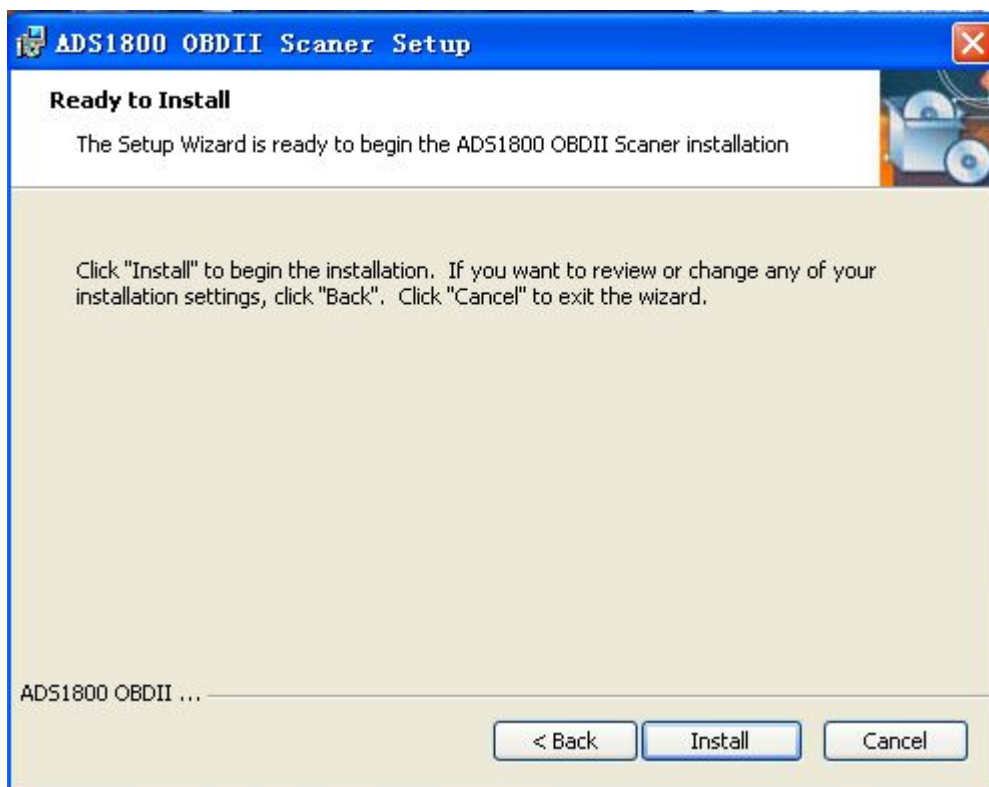 ADS1800 OBDII Scaner Setup
Ready to Install
The Setup Wizard is ready to begin the ADS1800 OBDII Scaner installation
Click "Install" to begin the installation.  If you want to review or change any of your
installation settings, click "Back".  Click "Cancel" to exit the wizard.
ADS1800 OBDII ...
< Back
Install
Cancel